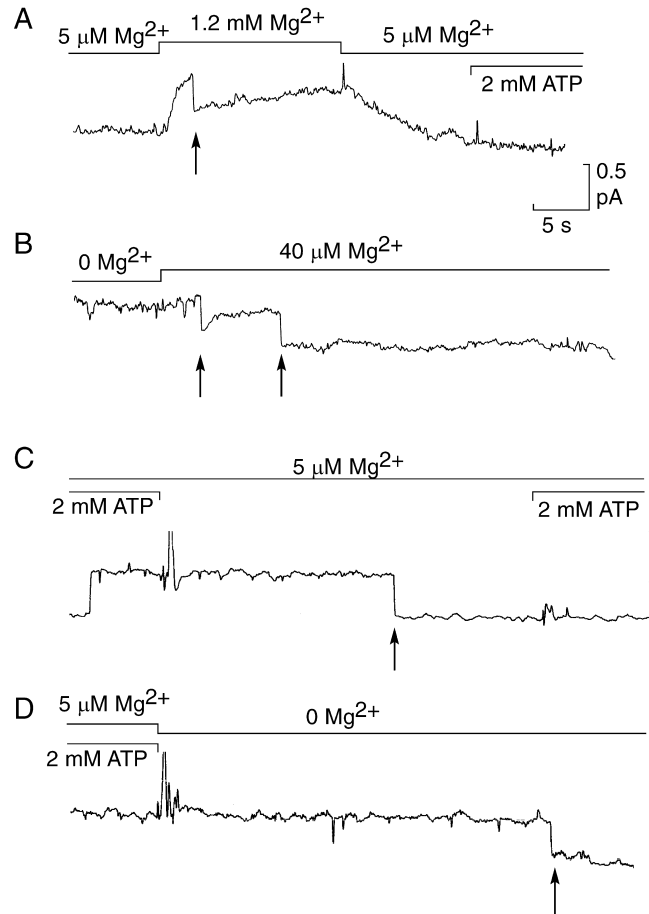 A
5 μM Mg2+ 1.2 mM Mg2+ 5 μM Mg2+
2 mM ATP
0.5
pA
5 s
B
0 Mg2+ 40 μM Mg2+
C
5 μM Mg2+
2 mM ATP 2 mM ATP
D
5 μM Mg2+ 0 Mg2+
2 mM ATP